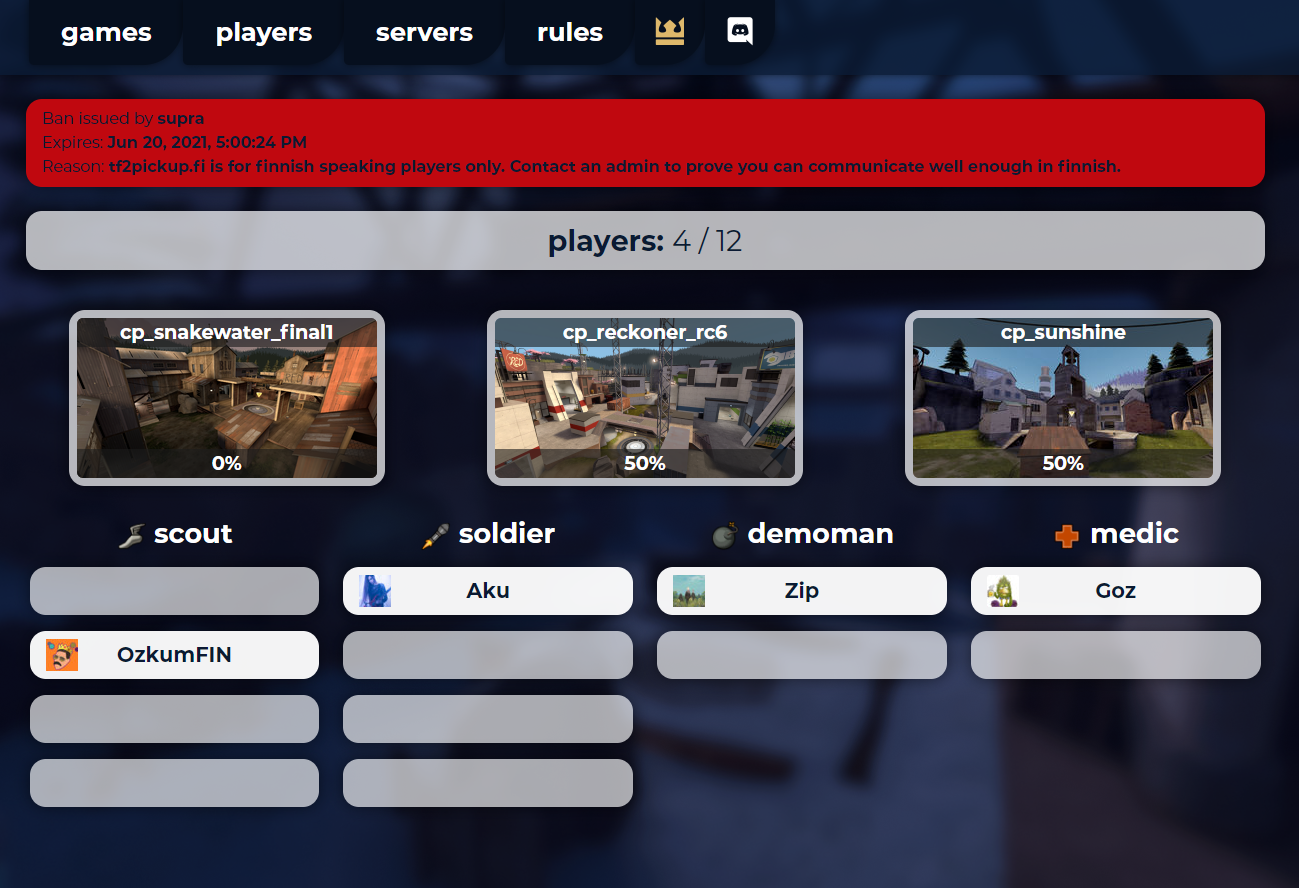 games players servers rules
Ban issued by supra
Expires: Jun 20, 2021, 5:00:24 PM
Reason: tf2pickup.fi is for finnish speaking players only. Contact an admin to prove you can communicate well enough in finnish.
players: 4 / 12
cp_snakewater_final1 cp_reckoner_rc6 cp_sunshine
RED
0% 50% 50%
scout soldier demoman medic
Aku Zip Goz
OzkumFIN